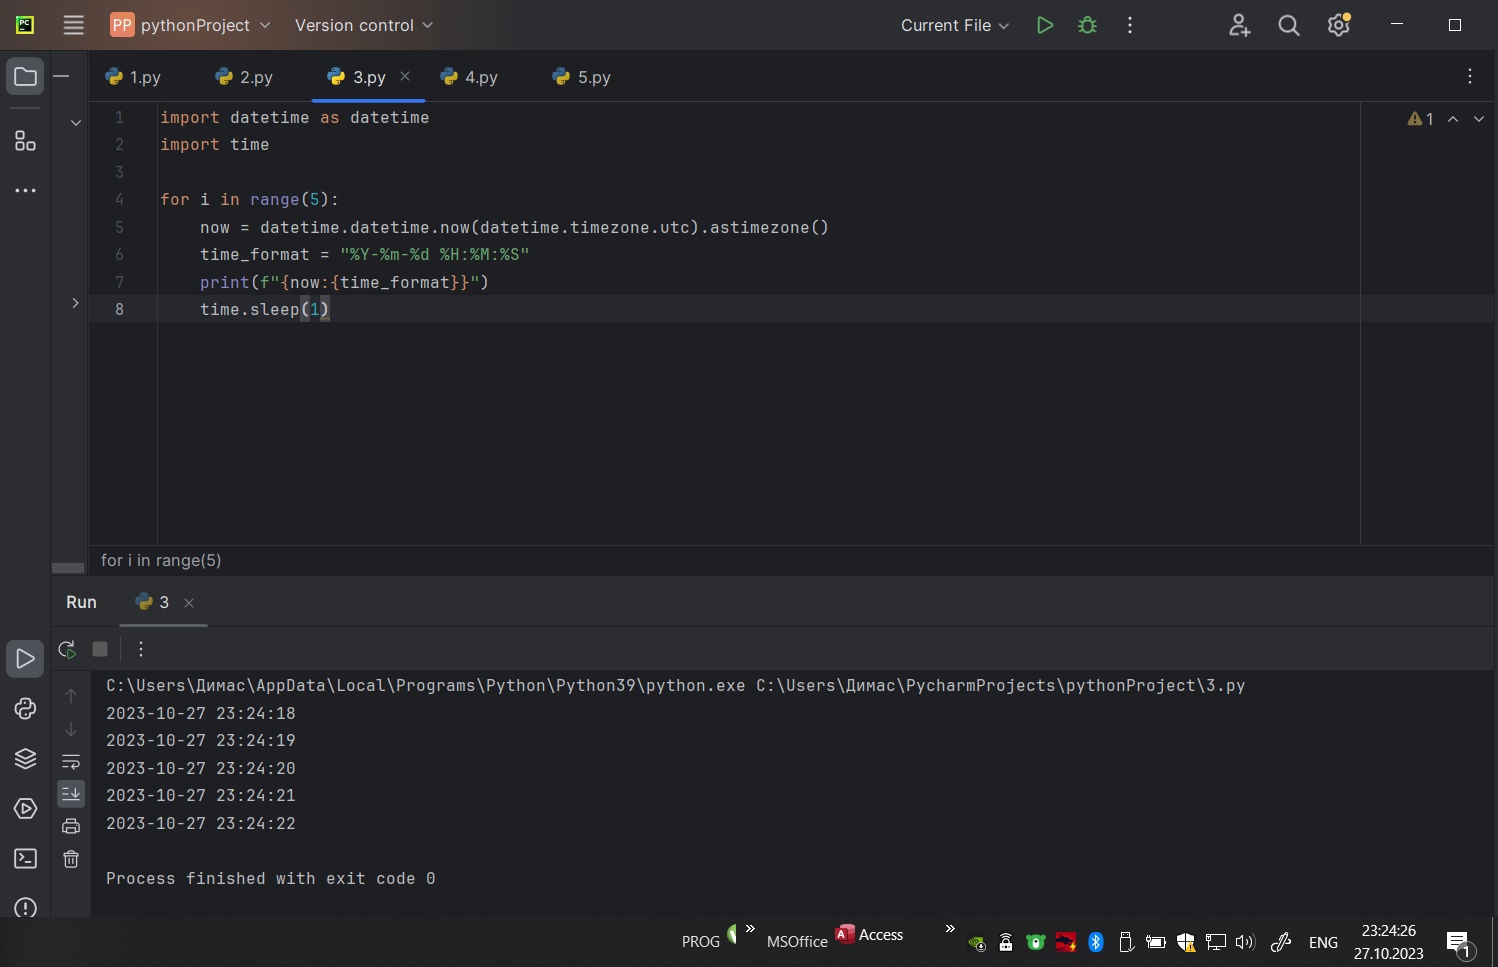 PC
PP pythonProject Version control Current File
1.py 2.py 3.py 4.py 5.py
1 import datetime as datetime
2 import time
3
4 for i in range(5):
5 now = datetime.datetime.now(datetime.timezone.utc).astimezone()
6 time_format = "%Y-%m-%d %H:%M:%S"
7 print(f"{now:{time_format}}")
8 time.sleep(1)
1
for i in range(5)
Run 3
C:\Users\Димас\AppData\Local\Programs\Python\Python39\python.exe C:\Users\Димас\PycharmProjects\pythonProject\3.py
2023-10-27 23:24:18
2023-10-27 23:24:19
2023-10-27 23:24:20
2023-10-27 23:24:21
2023-10-27 23:24:22
Process finished with exit code 0
PROG » MSOffice A Access » ENG 23:24:26
27.10.2023
1